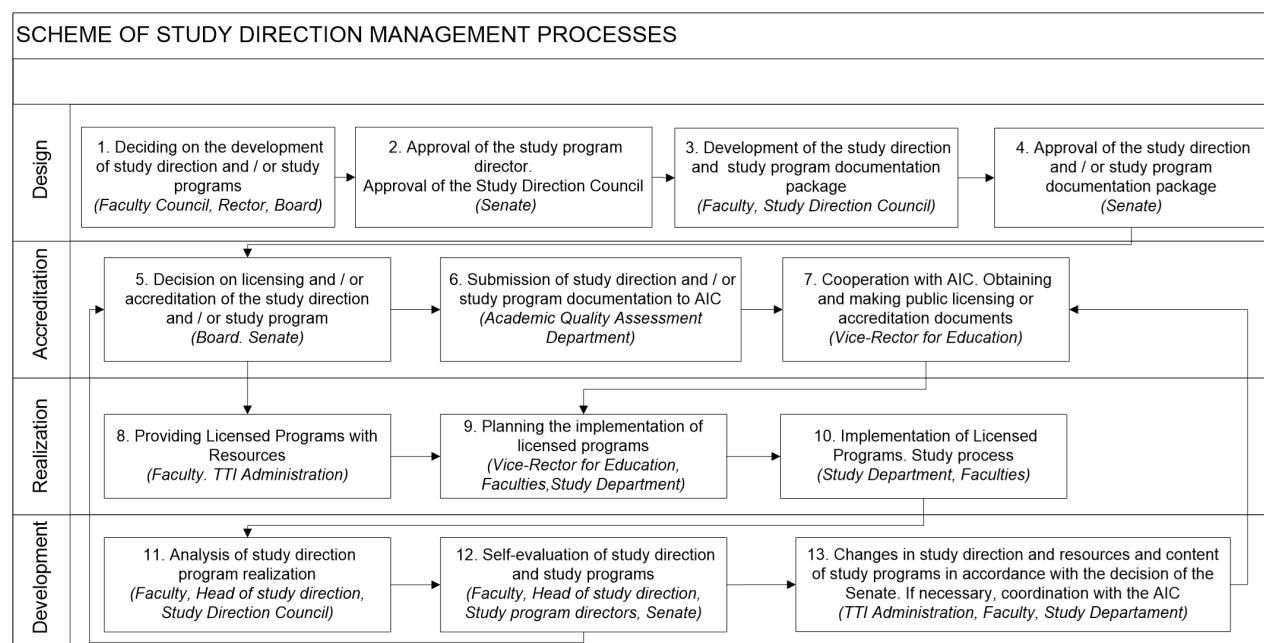 SCHEME OF STUDY DIRECTION MANAGEMENT PROCESSES
Design
1. Deciding on the development
of study direction and / or study
programs
(Faculty Council, Rector, Board)
2. Approval of the study program
director.
Approval of the Study Direction Council
(Senate)
3. Development of the study direction
and study program documentation
package
(Faculty, Study Direction Council)
4. Approval of the study direction
and / or study program
documentation package
(Senate)
Accreditation
5. Decision on licensing and / or
accreditation of the study direction
and / or study program
(Board. Senate)
6. Submission of study direction and / or
study program documentation to AIC
(Academic Quality Assessment
Department)
7. Cooperation with AIC. Obtaining
and making public licensing or
accreditation documents
(Vice-Rector for Education)
Realization
8. Providing Licensed Programs with
Resources
(Faculty. TTI Administration)
9. Planning the implementation of
licensed programs
(Vice-Rector for Education,
Faculties,Study Department)
10. Implementation of Licensed
Programs. Study process
(Study Department, Faculties)
Development
11. Analysis of study direction
program realization
(Faculty, Head of study direction,
Study Direction Council)
12. Self-evaluation of study direction
and study programs
(Faculty, Head of study direction,
Study program directors, Senate)
13. Changes in study direction and resources and content
of study programs in accordance with the decision of the
Senate. If necessary, coordination with the AIC
(TTI Administration, Faculty, Study Departament)